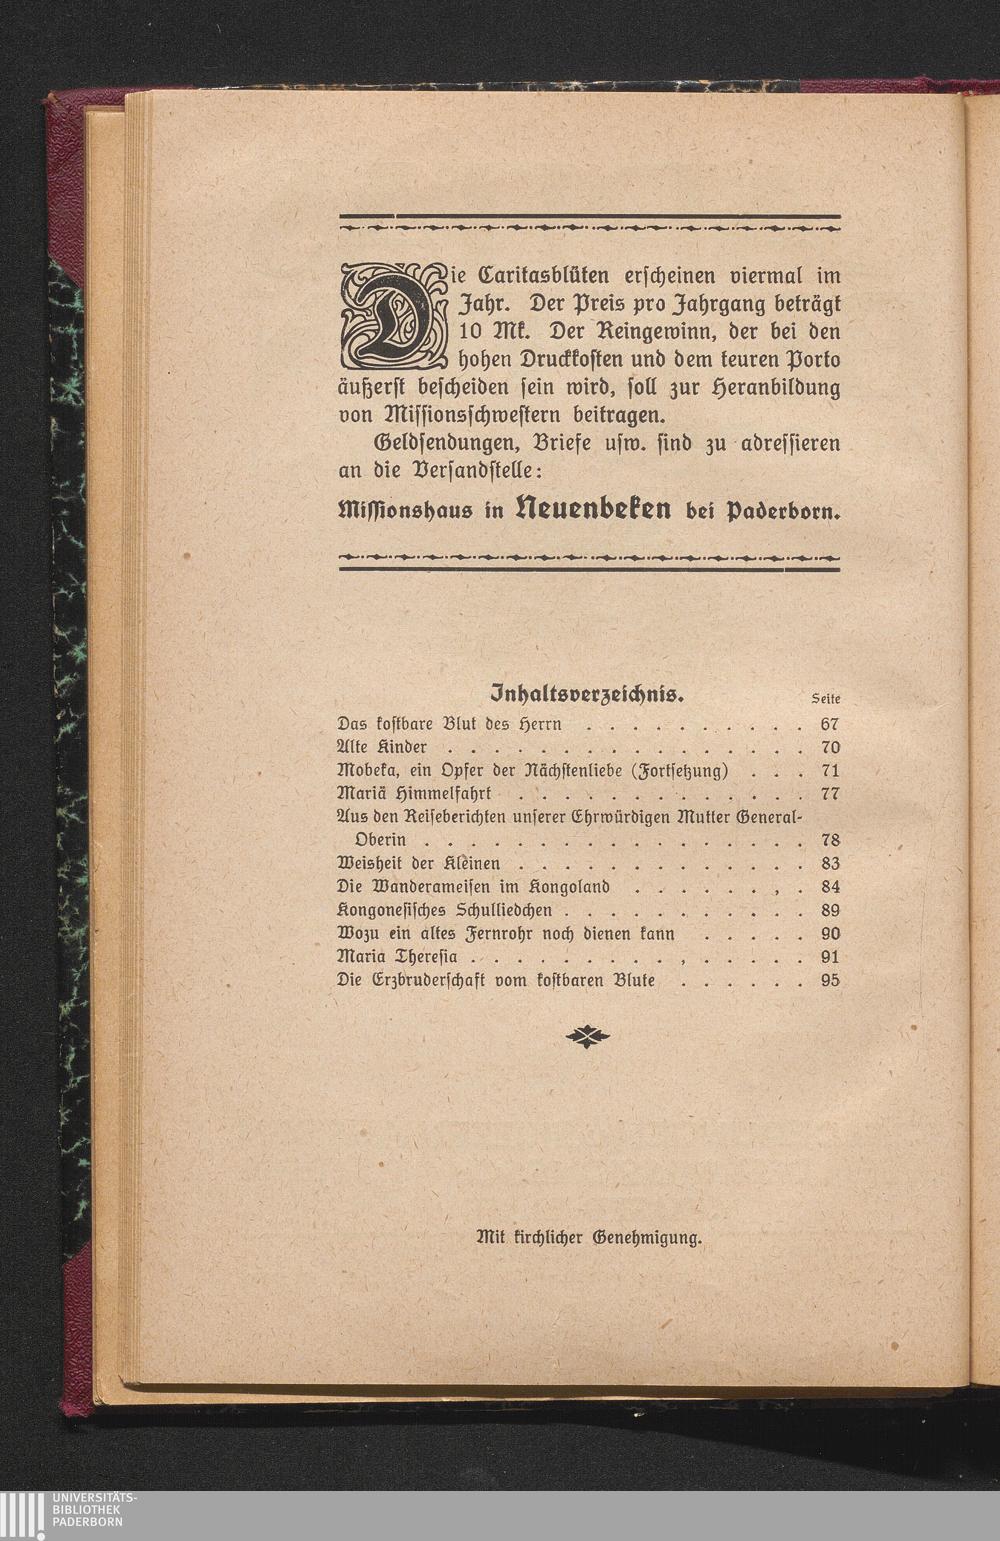 Die Caritasblüten erscheinen viermal im
Jahr. Der Preis pro Jahrgang beträgt
10 Mk. Der Reingewinn, der bei den
hohen Druckkosten und dem teuren Porto
äußerst bescheiden sein wird, soll zur Heranbildung
von Missionsschwestern beitragen.
Geldsendungen, Briefe usw. sind zu adressieren
an die Versandstelle:
Missionshaus in Neuenbeken bei Paderborn.
Inhaltsverzeichnis.
Seite
Das kostbare Blut des Herrn . . . . . . . . . . 67
Alte Kinder . . . . . . . . . . . . . . . . 70
Mobeka, ein Opfer der Nächstenliebe (Fortsetzung) . . . 71
Mariä Himmelfahrt . . . . . . . . . . . . . 77
Aus den Reiseberichten unserer Ehrwürdigen Mutter General-
Oberin . . . . . . . . . . . . . . . . . 78
Weisheit der Kleinen . . . . . . . . . . . . . 83
Die Wanderameisen im Kongoland . . . . . . , . 84
Kongonesisches Schulliedchen . . . . . . . . . . . 89
Wozu ein altes Fernrohr noch dienen kann . . . . . 90
Maria Theresia . . . . . . . . . , . . . . . 91
Die Erzbruderschaft vom kostbaren Blute . . . . . . 95
Mit kirchlicher Genehmigung.
UNIVERSITÄTS-
BIBLIOTHEK
PADERBORN